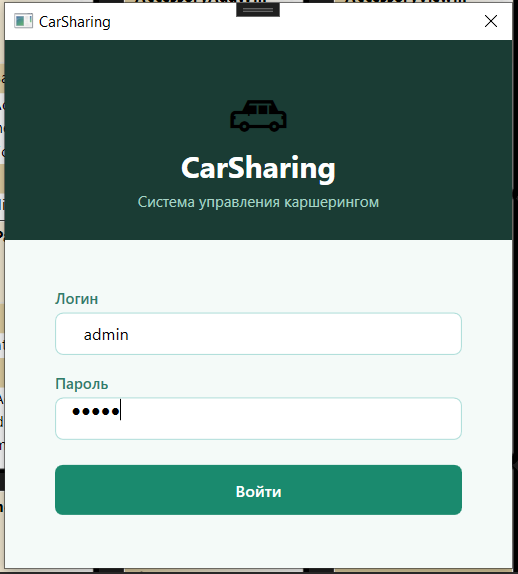 CarSharing
CarSharing
Система управления каршерингом
Логин
admin
Пароль
•••••
Войти